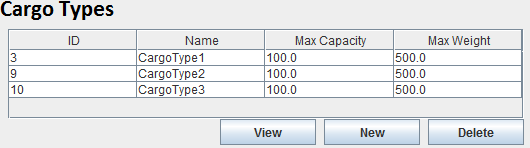 Cargo Types
ID Name Max Capacity Max Weight
3 CargoType1 100.0 500.0
9 CargoType2 100.0 500.0
10 CargoType3 100.0 500.0
View New Delete